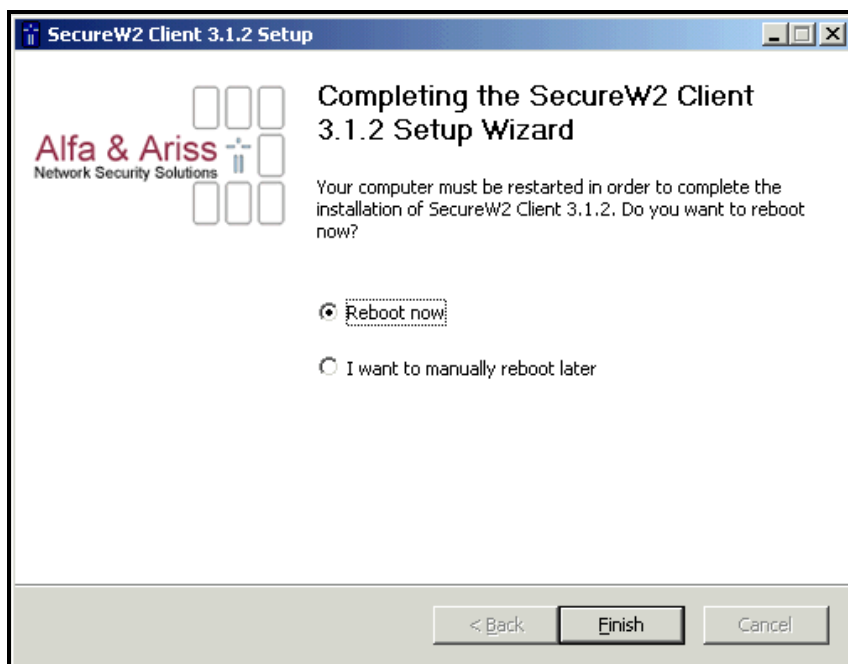 SecureW2 Client 3.1.2 Setup
Alfa & Ariss
Network Security Solutions
Completing the SecureW2 Client
3.1.2 Setup Wizard
Your computer must be restarted in order to complete the
installation of SecureW2 Client 3.1.2. Do you want to reboot
now?
Reboot now
I want to manually reboot later
< Back
Finish
Cancel